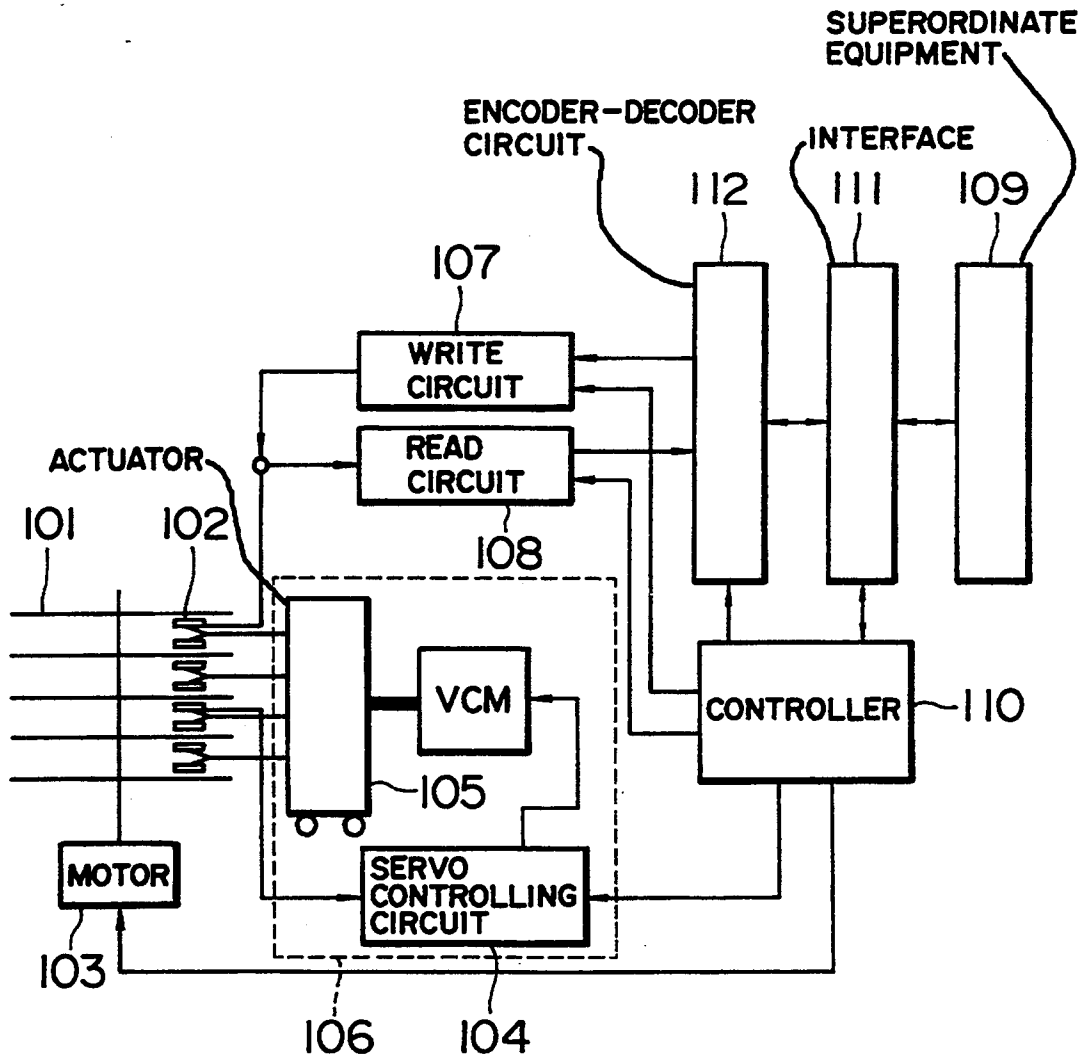 SUPERORDINATE
EQUIPMENT
ENCODER-DECODER
CIRCUIT
INTERFACE
112
111
109
107
WRITE
CIRCUIT
ACTUATOR
READ
CIRCUIT
101
102
108
VCM
CONTROLLER
110
105
MOTOR
SERVO
CONTROLLING
CIRCUIT
103
106
104